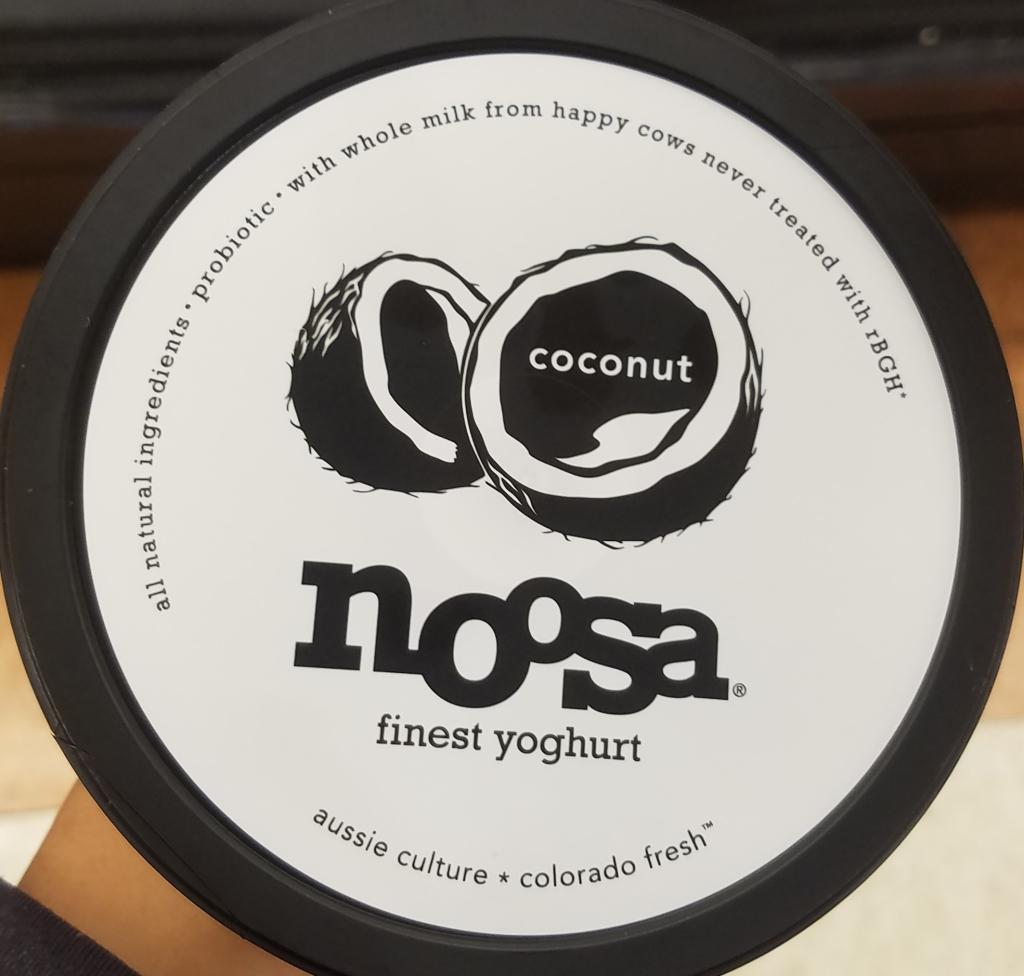 all natural ingredients • probiotic • with whole milk from happy cows never treated with rBGH*
coconut
noosa®
finest yoghurt
aussie culture * colorado fresh™